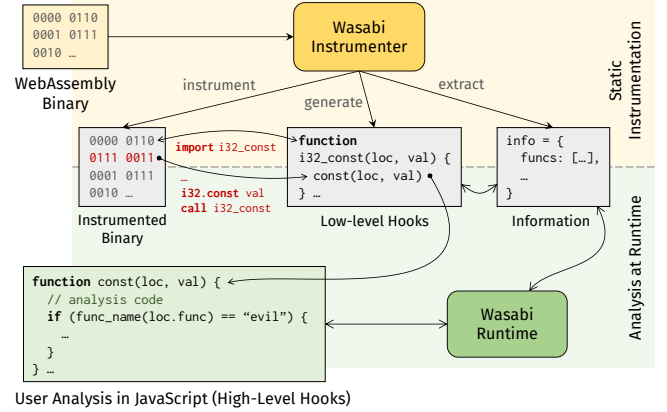 0000 0110
0001 0111
0010 …
WebAssembly
Binary
Wasabi
Instrumenter
instrument
generate
extract
Static
Instrumentation
0000 0110
0111 0011
0001 0111
0010 …
Instrumented
Binary
import i32_const
…
i32.const val
call i32_const
function
i32_const(loc, val) {
const(loc, val)
} …
Low-level Hooks
info = {
funcs: […],
…
}
Information
Analysis at Runtime
function const(loc, val) {
// analysis code
if (func_name(loc.func) == “evil”) {
…
}
} …
Wasabi
Runtime
User Analysis in JavaScript (High-Level Hooks)